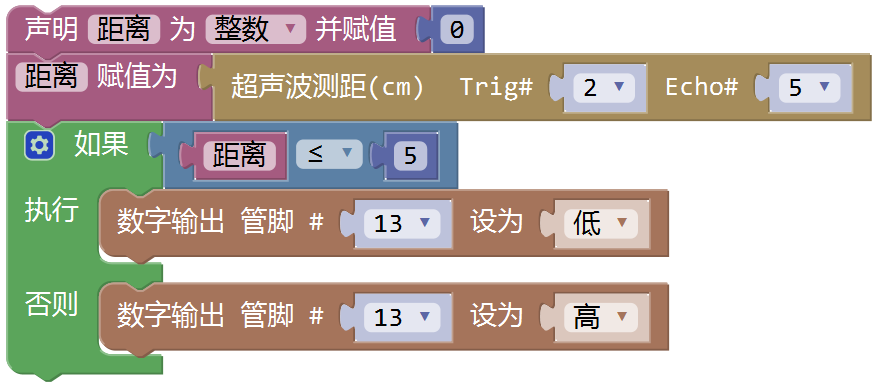 声明 距离 为 整数 并赋值 0
距离 赋值为 超声波测距(cm) Trig# 2 Echo# 5
如果 距离 ≤ 5
执行 数字输出 管脚 # 13 设为 低
否则 数字输出 管脚 # 13 设为 高